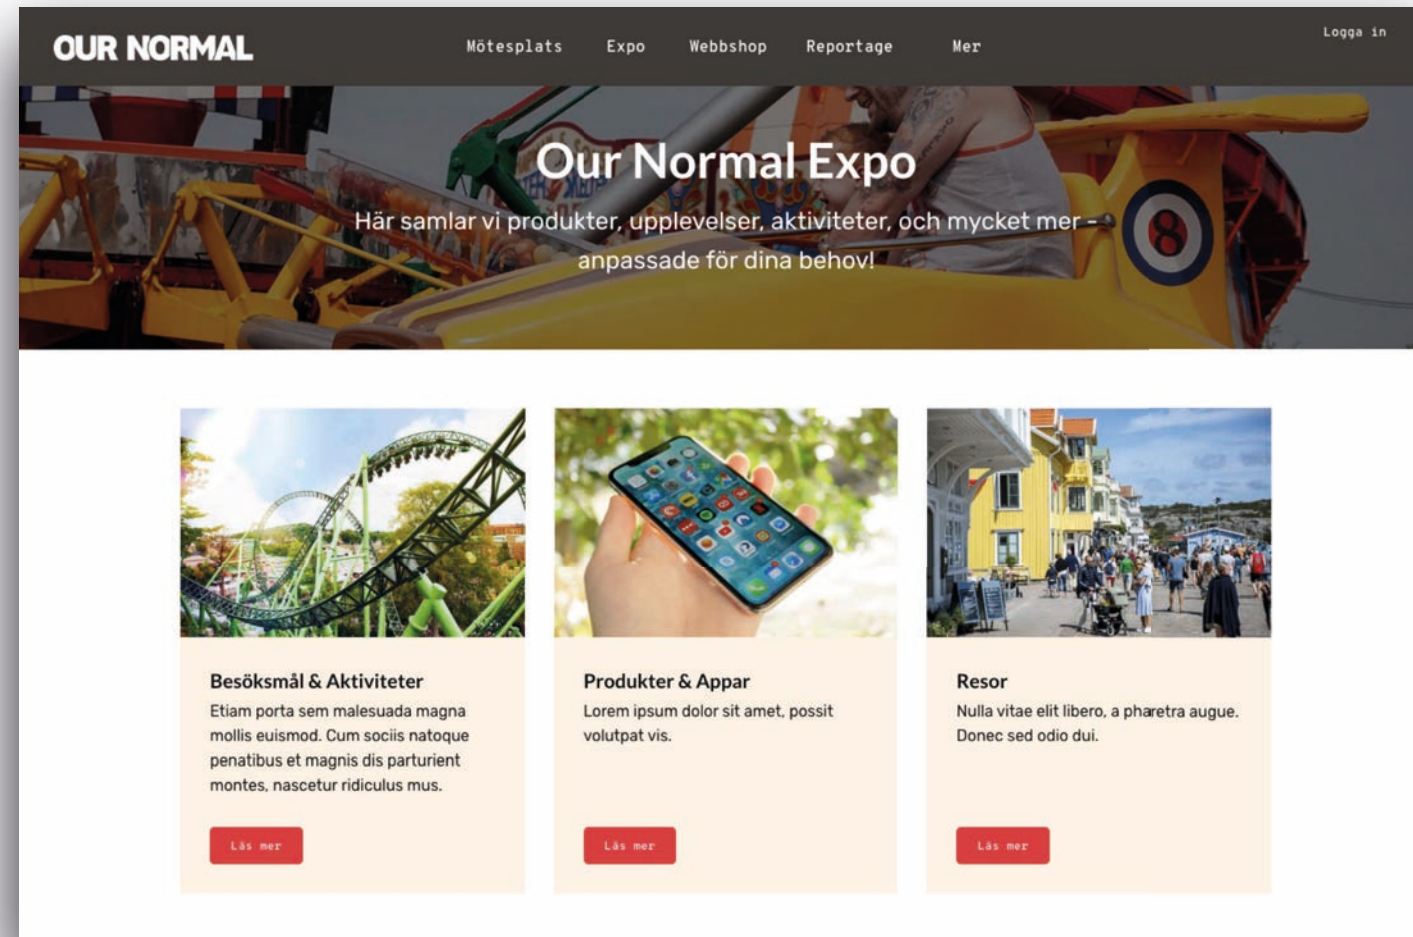 OUR NORMAL
Mötesplats Expo Webbshop Reportage Mer
Logga in
Our Normal Expo
Här samlar vi produkter, upplevelser, aktiviteter, och mycket mer -
anpassade för dina behov!
8
Besöksmål & Aktiviteter
Etiam porta sem malesuada magna
mollis euismod. Cum sociis natoque
penatibus et magnis dis parturient
montes, nascetur ridiculus mus.
Läs mer
Produkter & Appar
Lorem ipsum dolor sit amet, possit
volutpat vis.
Läs mer
Resor
Nulla vitae elit libero, a pharetra augue.
Donec sed odio dui.
Läs mer